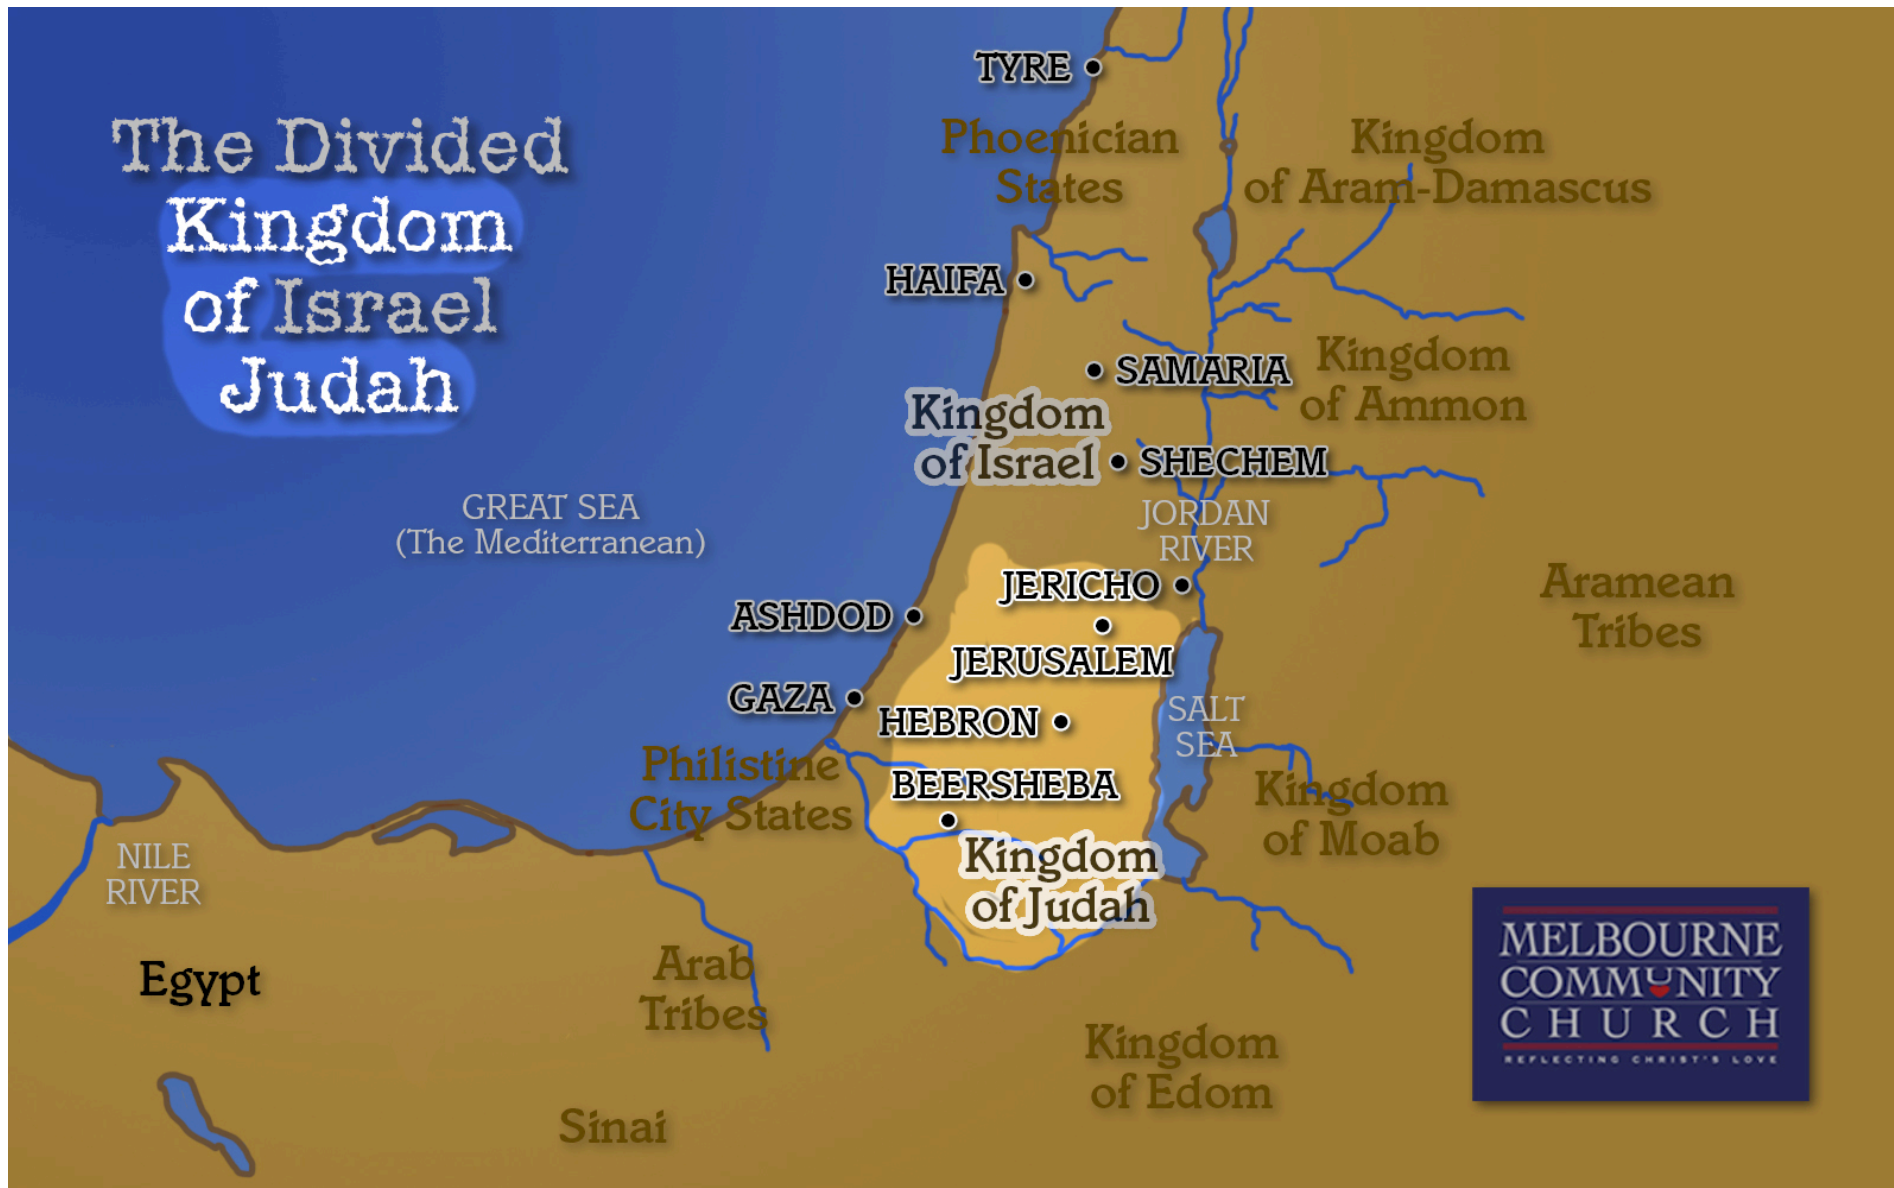 The Divided
Kingdom
of Israel
Judah
TYRE
Phoenician
States
Kingdom
of Aram-Damascus
HAIFA
SAMARIA
Kingdom
of Ammon
Kingdom
of Israel
SHECHEM
GREAT SEA
(The Mediterranean)
JORDAN
RIVER
JERICHO
Aramean
Tribes
ASHDOD
JERUSALEM
GAZA
HEBRON
SALT
SEA
Philistine
City States
BEERSHEBA
Kingdom
of Moab
NILE
RIVER
Kingdom
of Judah
Egypt
Arab
Tribes
Kingdom
of Edom
Sinai
MELBOURNE
COMMUNITY
CHURCH
REFLECTING CHRIST'S LOVE